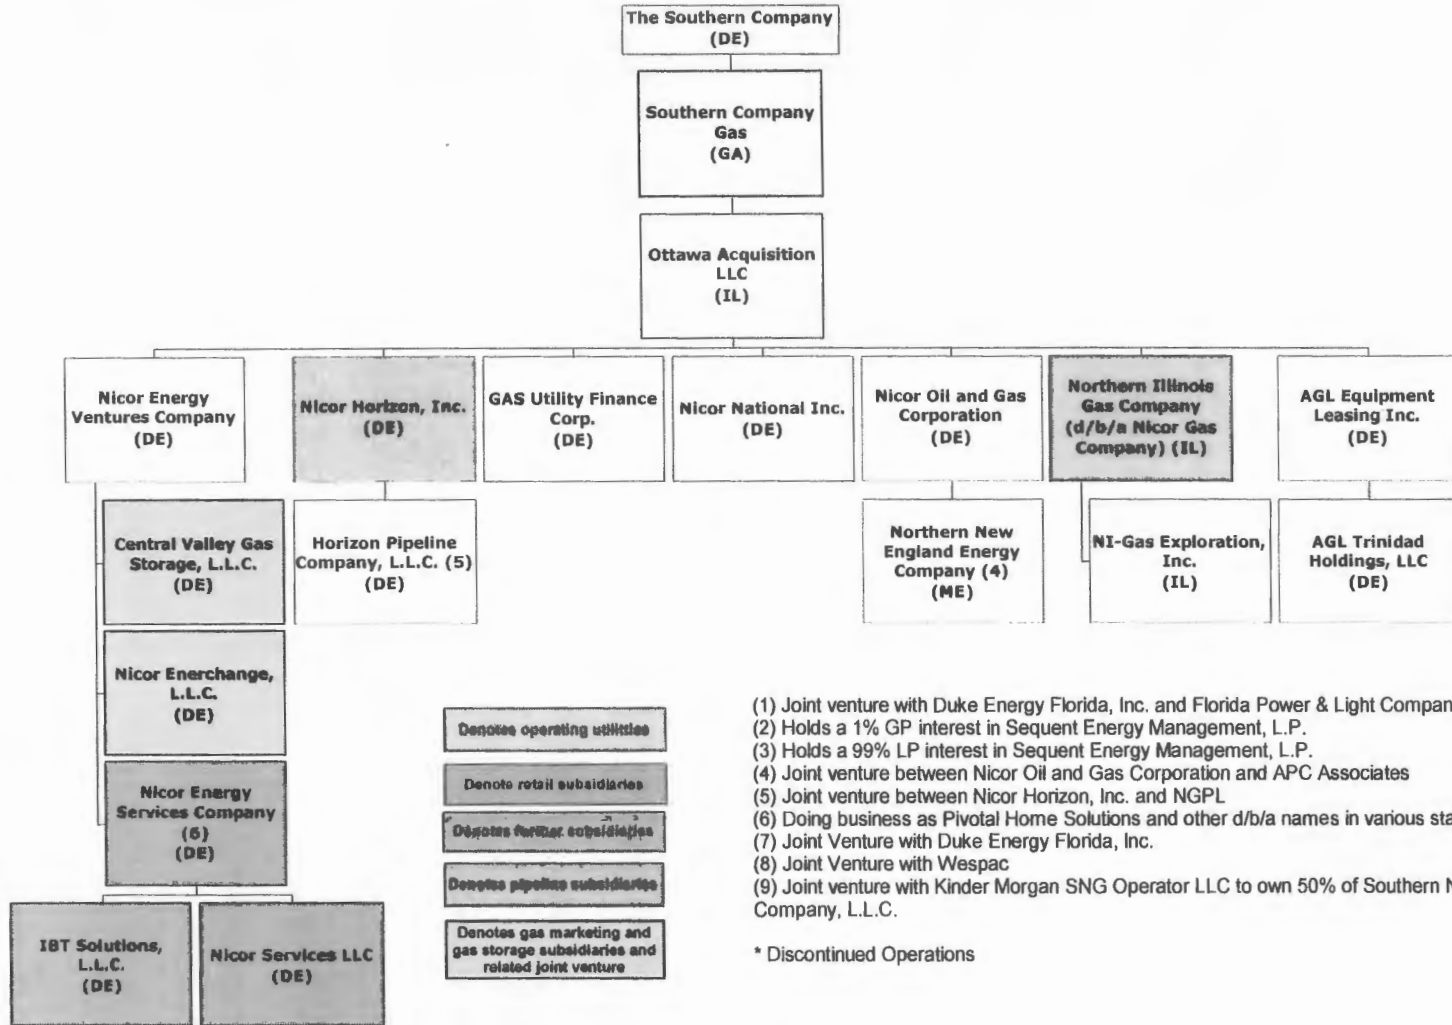 The Southern Company
(DE)
Southern Company
Gas
(GA)
Ottawa Acquisition
LLC
(IL)
Nicor Energy
Ventures Company
(DE)
Nicor Horizon, Inc.
(DE)
GAS Utility Finance
Corp.
(DE)
Nicor National Inc.
(DE)
Nicor Oil and Gas
Corporation
(DE)
Northern Illinois
Gas Company
(d/b/a Nicor Gas
Company) (IL)
AGL Equipment
Leasing Inc.
(DE)
Central Valley Gas
Storage, L.L.C.
(DE)
Horizon Pipeline
Company, L.L.C. (5)
(DE)
Northern New
England Energy
Company (4)
(ME)
NI-Gas Exploration,
Inc.
(IL)
AGL Trinidad
Holdings, LLC
(DE)
Nicor Enerchange,
L.L.C.
(DE)
Nicor Energy
Services Company
(6)
(DE)
IBT Solutions,
L.L.C.
(DE)
Nicor Services LLC
(DE)
Denotes operating utilities
Denote retail subsidiaries
Denotes further subsidiaries
Denotes pipeline subsidiaries
Denotes gas marketing and
gas storage subsidiaries and
related joint venture
(1) Joint venture with Duke Energy Florida, Inc. and Florida Power & Light Compan
(2) Holds a 1% GP interest in Sequent Energy Management, L.P.
(3) Holds a 99% LP interest in Sequent Energy Management, L.P.
(4) Joint venture between Nicor Oil and Gas Corporation and APC Associates
(5) Joint venture between Nicor Horizon, Inc. and NGPL
(6) Doing business as Pivotal Home Solutions and other d/b/a names in various sta
(7) Joint Venture with Duke Energy Florida, Inc.
(8) Joint Venture with Wespac
(9) Joint venture with Kinder Morgan SNG Operator LLC to own 50% of Southern N
Company, L.L.C.
* Discontinued Operations